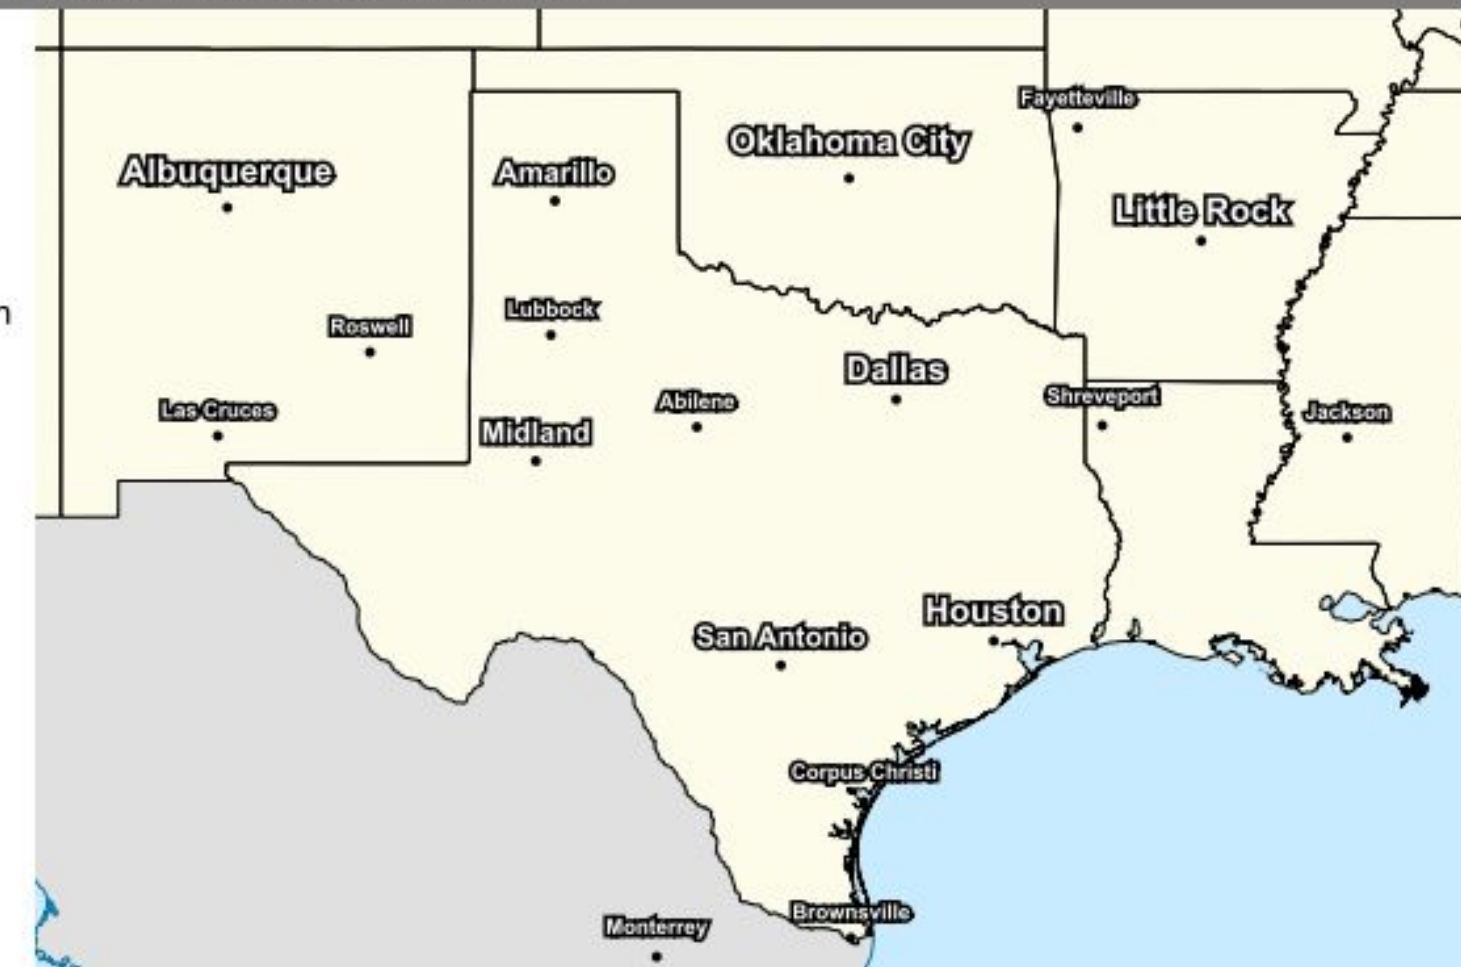 Fayetteville
Oklahoma City
Albuquerque
Amarillo
Little Rock
n
Lubbock
Roswell
Dallas
Abilene
Shreveport
Las Cruces
Jackson
Midland
Houston
San Antonio
Corpus Christi
Brownsville
Monterrey